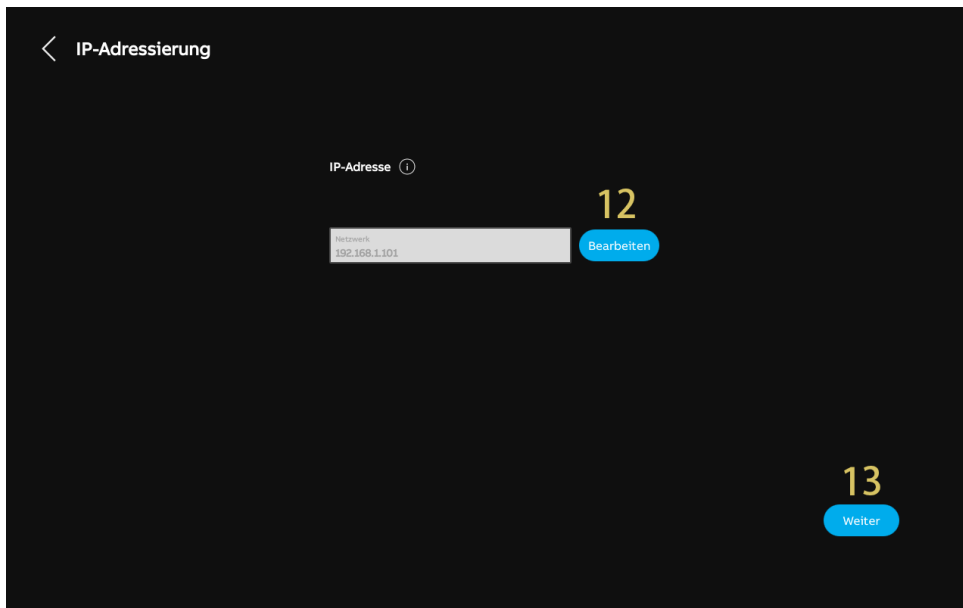 IP-Adressierung
IP-Adresse
12
Netzwerk
192.168.1.101
Bearbeiten
13
Weiter